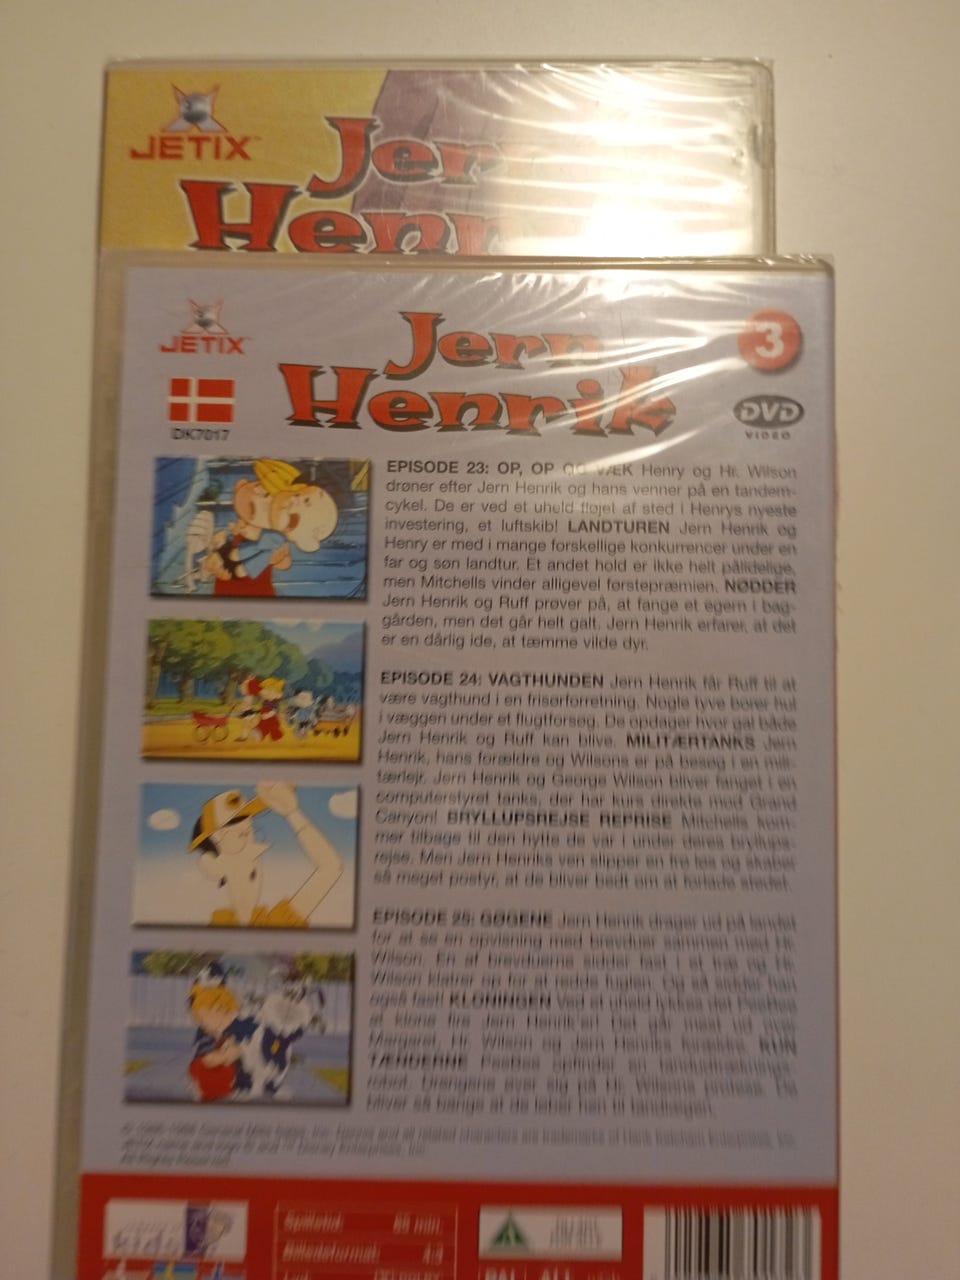 JETIX™
Jern
Henrik
JETIX™
Jern
Henrik
3
DK7017
DVD
VIDEO
EPISODE 23: OP, OP OG VÆK Henry og Hr. Wilson
drøner efter Jern Henrik og hans venner på en tandem-
cykel. De er ved et uheld fløjet af sted i Henrys nyeste
investering, et luftskib! LANDTUREN Jern Henrik og
Henry er med i mange forskellige konkurrencer under en
far og søn landtur. Et andet hold er ikke helt pålidelige,
men Mitchells vinder alligevel førstepræmien. NØDDER
Jern Henrik og Ruff prøver på, at fange et egern i bag-
gården, men det går helt galt. Jern Henrik erfarer, at det
er en dårlig ide, at tæmme vilde dyr.
EPISODE 24: VAGTHUNDEN Jern Henrik får Ruff til at
være vagthund i en frisørforretning. Nogle tyve borer hul
i væggen under et flugtforsøg. De opdager hvor gal både
Jern Henrik og Ruff kan blive. MILITÆRTANKS Jern
Henrik, hans forældre og Wilsons er på besøg i en mili-
tærlejr. Jern Henrik og George Wilson bliver fanget i en
computerstyret tanks, der har kurs direkte mod Grand
Canyon! BRYLLUPSREJSE REPRISE Mitchells kom-
mer tilbage til den hytte de var i under deres bryllups-
rejse. Men Jern Henriks ven slipper en frø løs og skaber
så meget postyr, at de bliver bedt om at forlade stedet.
EPISODE 25: GØGENE Jern Henrik drager ud på landet
for at se en opvisning med brevduer sammen med Hr.
Wilson. En af brevduerne sidder fast i et træ og Hr.
Wilson klatrer op for at redde fuglen. Og så sidder han
også fast! KLONINGEN Ved et uheld lykkes det PeeBee
at klone fire Jern Henrik'er! Det går mest ud over
Margaret, Hr. Wilson og Jern Henriks forældre. KUN
TÆNDERNE PeeBee opfinder en tandudtræknings-
robot. Drengene øver sig på Hr. Wilsons protese. De
bliver så bange at de løber hen til tandlægen.
kids
Spilletid: 65 min.
Billedformat: 4:3
A
PAL ALL